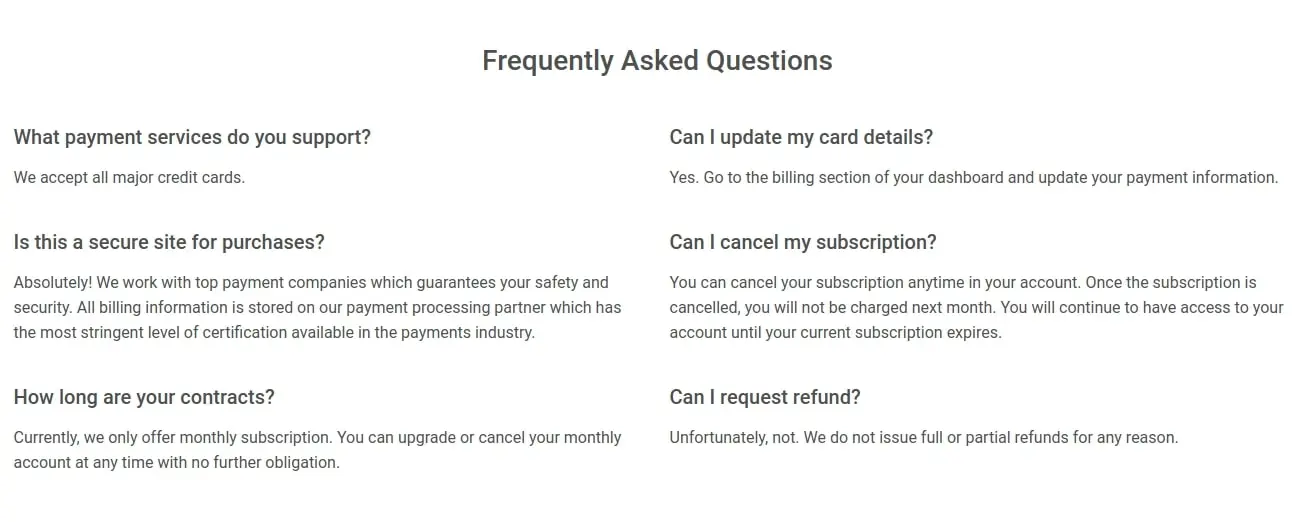 Frequently Asked Questions
What payment services do you support?
We accept all major credit cards.
Is this a secure site for purchases?
Absolutely! We work with top payment companies which guarantees your safety and
security. All billing information is stored on our payment processing partner which has
the most stringent level of certification available in the payments industry.
How long are your contracts?
Currently, we only offer monthly subscription. You can upgrade or cancel your monthly
account at any time with no further obligation.
Can I update my card details?
Yes. Go to the billing section of your dashboard and update your payment information.
Can I cancel my subscription?
You can cancel your subscription anytime in your account. Once the subscription is
cancelled, you will not be charged next month. You will continue to have access to your
account until your current subscription expires.
Can I request refund?
Unfortunately, not. We do not issue full or partial refunds for any reason.